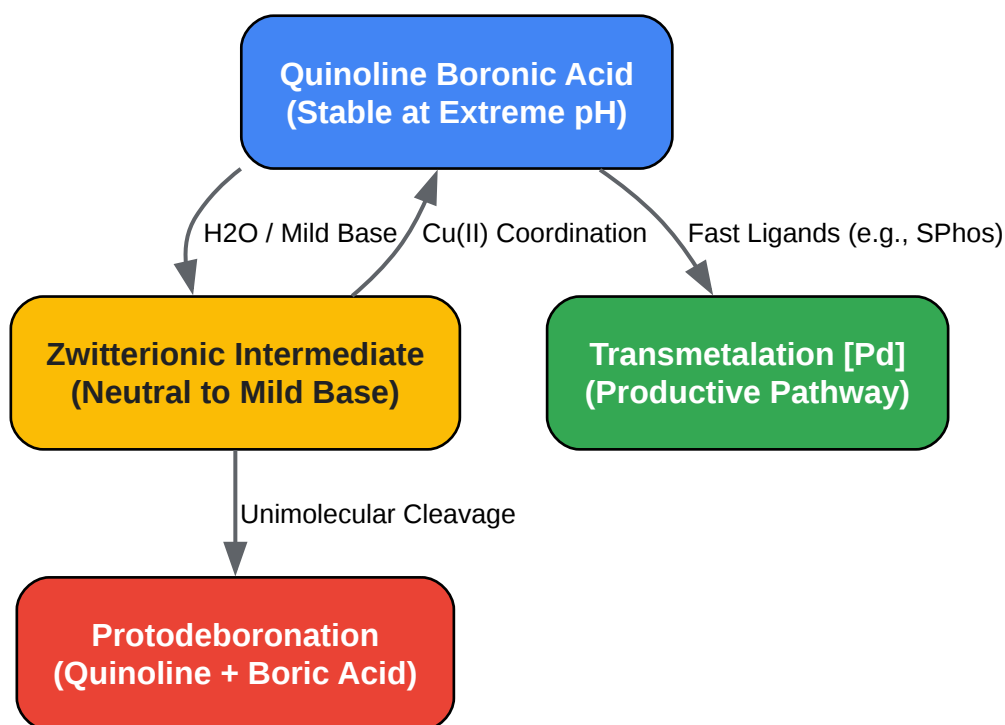 Quinoline Boronic Acid
(Stable at Extreme pH)
H2O / Mild Base
Cu(II) Coordination
Fast Ligands (e.g., SPhos)
Zwitterionic Intermediate
(Neutral to Mild Base)
Transmetalation [Pd]
(Productive Pathway)
Unimolecular Cleavage
Protodeboronation
(Quinoline + Boric Acid)